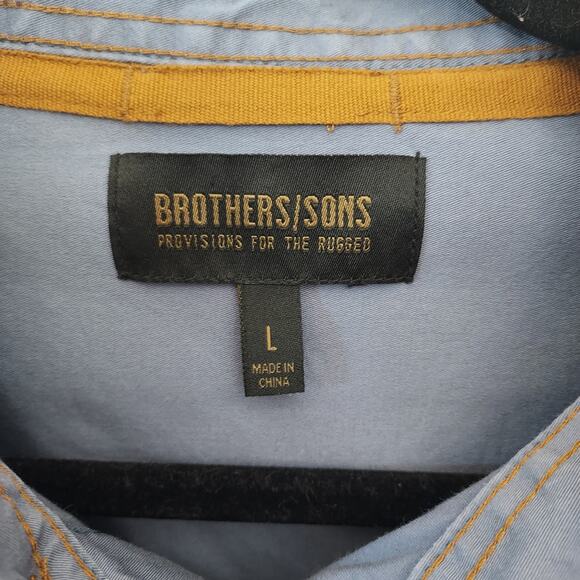 BROTHERS/SONS
PROVISIONS FOR THE RUGGED
L
MADE IN
CHINA